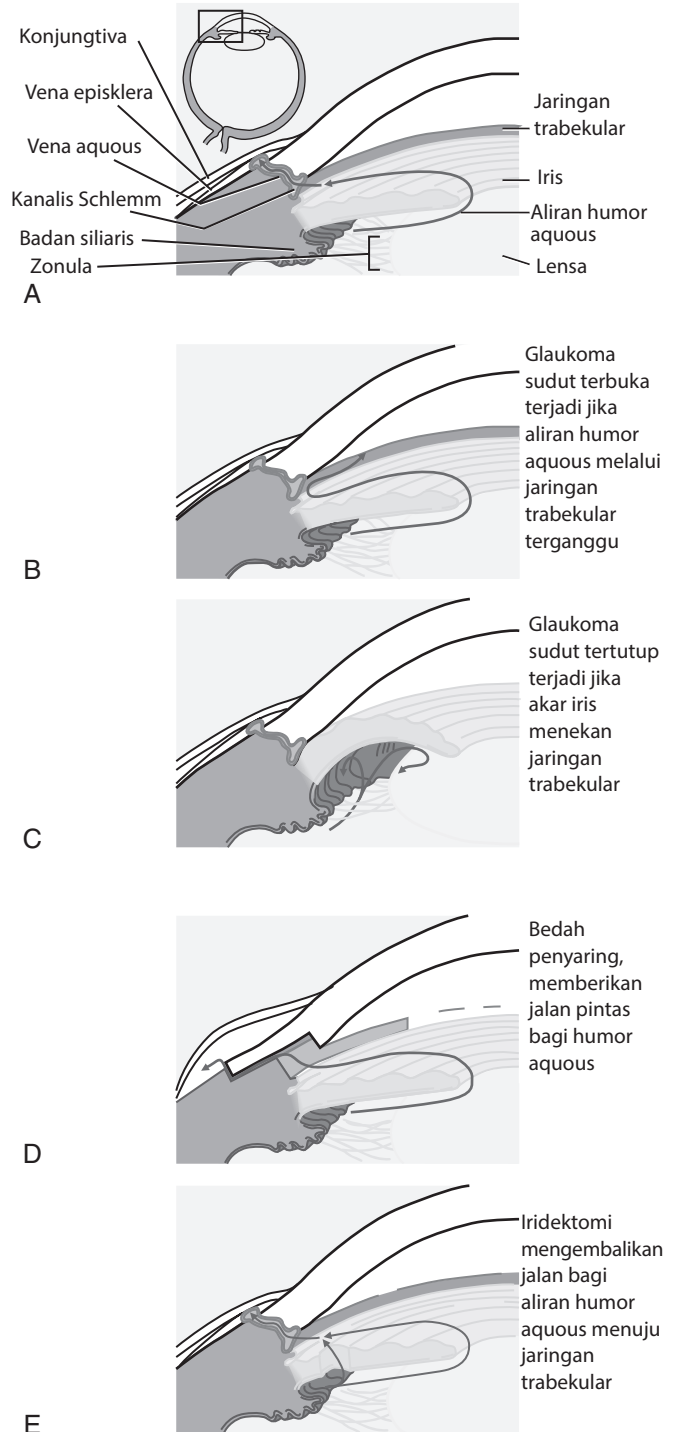 Konjungtiva
Vena episklera
Vena aquous
Kanalis Schlemm
Badan siliaris
Zonula
Jaringan
trabekular
Iris
Aliran humor
aquous
Lensa
A
Glaukoma
sudut terbuka
terjadi jika
aliran humor
aquous melalui
jaringan
trabekular
terganggu
B
Glaukoma
sudut tertutup
terjadi jika
akar iris
menekan
jaringan
trabekular
C
Bedah
penyaring,
memberikan
jalan pintas
bagi humor
aquous
D
Iridektomi
mengembalikan
jalan bagi
aliran humor
aquous menuju
jaringan
trabekular
E